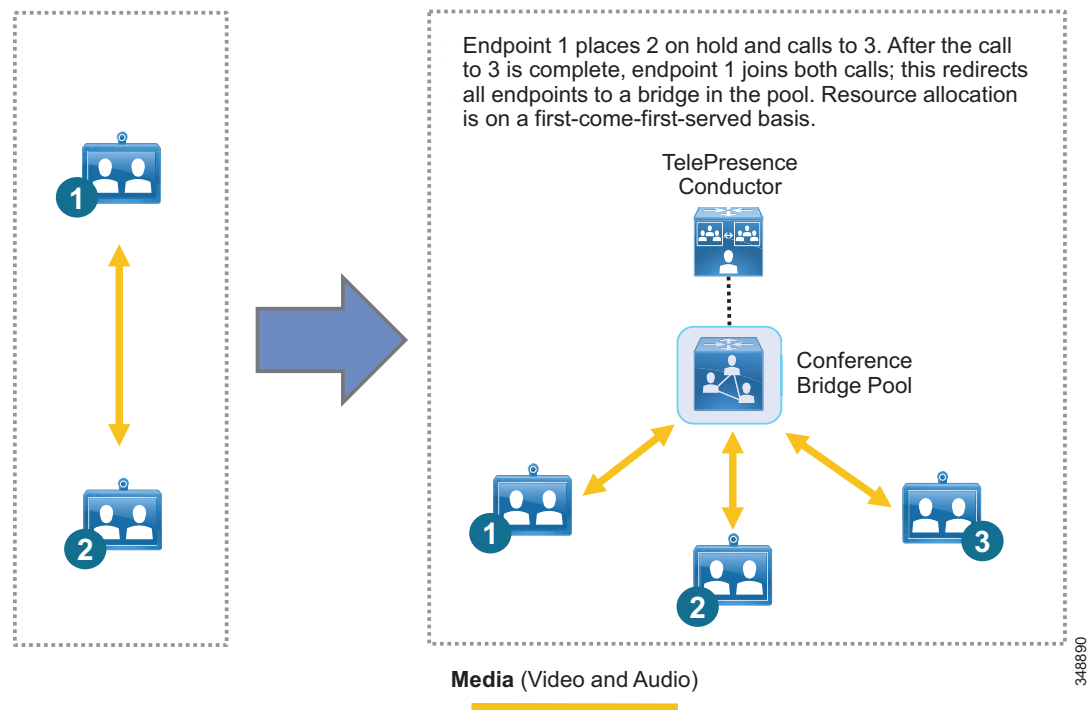 Endpoint 1 places 2 on hold and calls to 3. After the call
to 3 is complete, endpoint 1 joins both calls; this redirects
all endpoints to a bridge in the pool. Resource allocation
is on a first-come-first-served basis.
TelePresence
Conductor
1
Conference
Bridge Pool
2
1
3
2
Media (Video and Audio)
348890